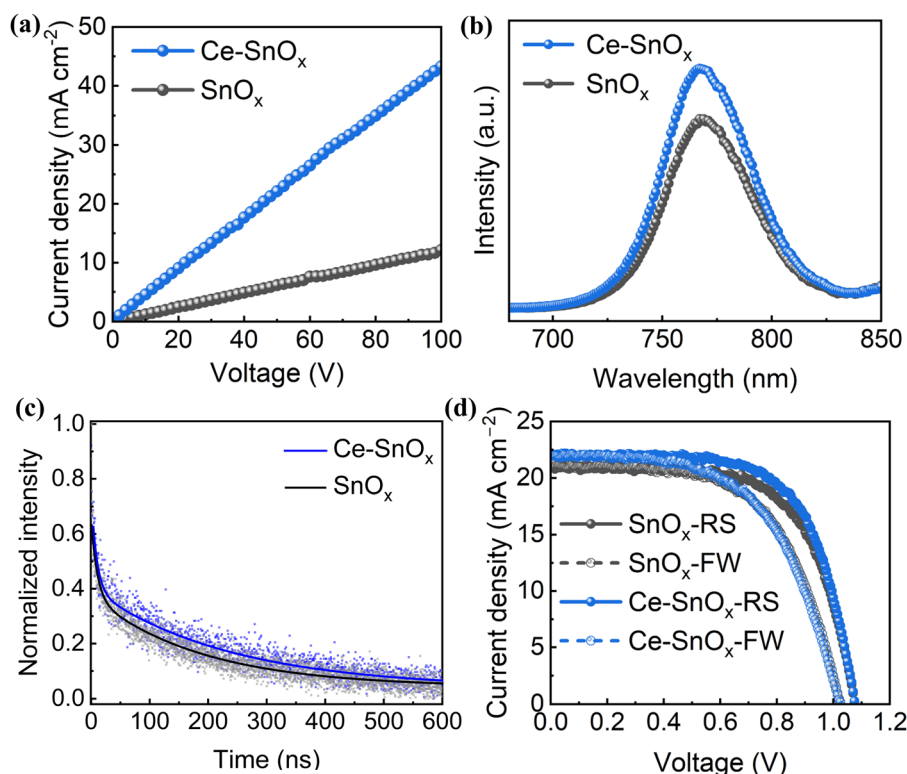 (a)
Current density (mA cm⁻²)
50
40
30
20
10
0
Ce-SnOₓ
SnOₓ
0 20 40 60 80 100
Voltage (V)
(b)
Intensity (a.u.)
Ce-SnOₓ
SnOₓ
700 750 800 850
Wavelength (nm)
(c)
Normalized intensity
1.0
0.8
0.6
0.4
0.2
0.0
Ce-SnOₓ
SnOₓ
0 100 200 300 400 500 600
Time (ns)
(d)
Current density (mA cm⁻²)
25
20
15
10
5
0
SnOₓ-RS
SnOₓ-FW
Ce-SnOₓ-RS
Ce-SnOₓ-FW
0.0 0.2 0.4 0.6 0.8 1.0 1.2
Voltage (V)